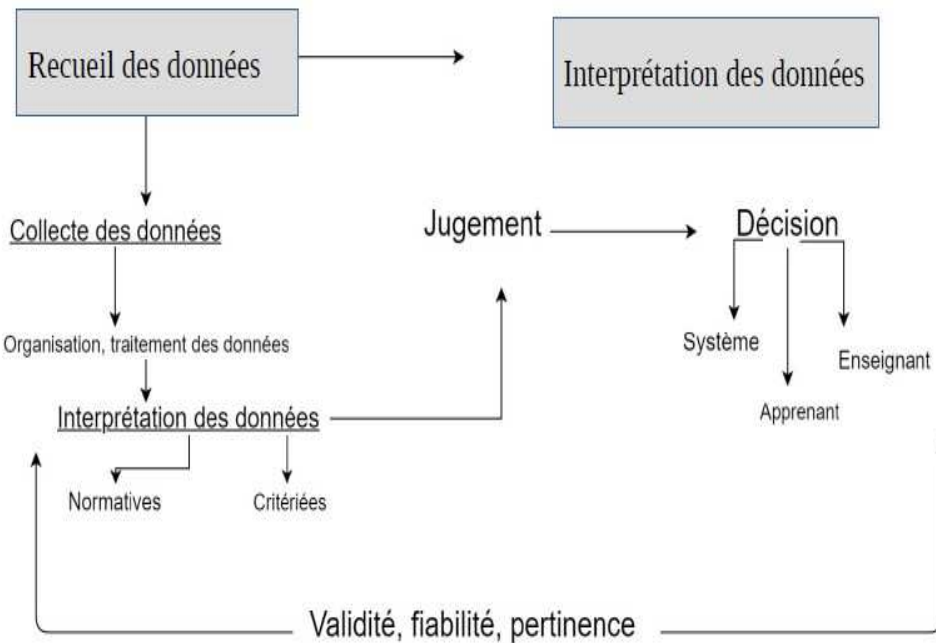 Recueil des données
Interprétation des données
Collecte des données
Jugement
Décision
Organisation, traitement des données
Système
Enseignant
Interprétation des données
Apprenant
Normatives
Critériées
Validité, fiabilité, pertinence